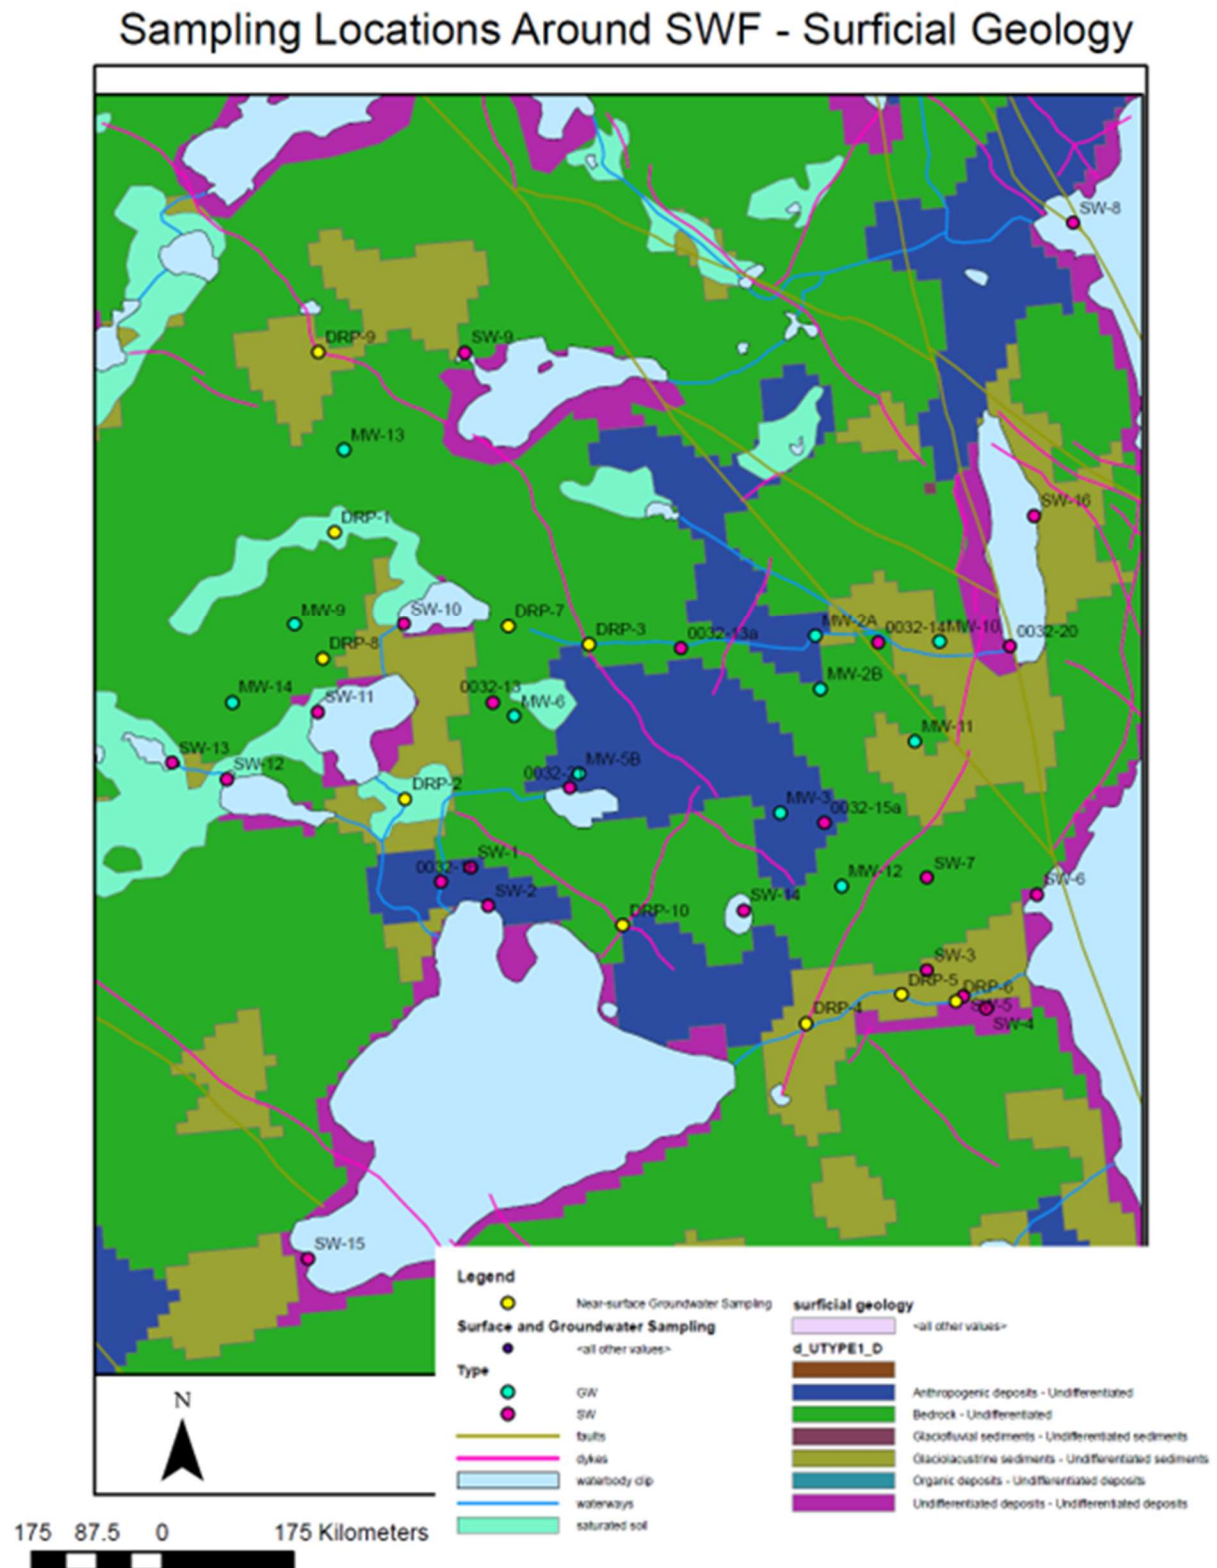 Sampling Locations Around SWF - Surficial Geology
SW-8
DRP-9
SW-9
MW-13
SW-16
DRP-1
MW-9
SW-10
DRP-7
DRP-3
0032-13a
MW-2A
0032-14
MW-10
0032-20
DRP-8
MW-2B
MW-14
SW-11
0032-13
MW-6
MW-11
SW-13
SW-12
MW-5B
DRP-2
MW-3
0032-15a
SW-1
SW-7
MW-12
SW-6
SW-2
SW-14
DRP-10
SW-3
DRP-5
DRP-6
SW-5
DRP-4
SW-4
SW-15
Legend
Near-surface Groundwater Sampling
Surface and Groundwater Sampling
<all other values>
Type
GW
SW
faults
dykes
waterbody clip
waterways
saturated soil
surficial geology
<all other values>
d_UTYPE1_D
Anthropogenic deposits - Undifferentiated
Bedrock - Undifferentiated
Glaciofluvial sediments - Undifferentiated sediments
Glaciolacustrine sediments - Undifferentiated sediments
Organic deposits - Undifferentiated deposits
Undifferentiated deposits - Undifferentiated deposits
N
175 87.5 0 175 Kilometers